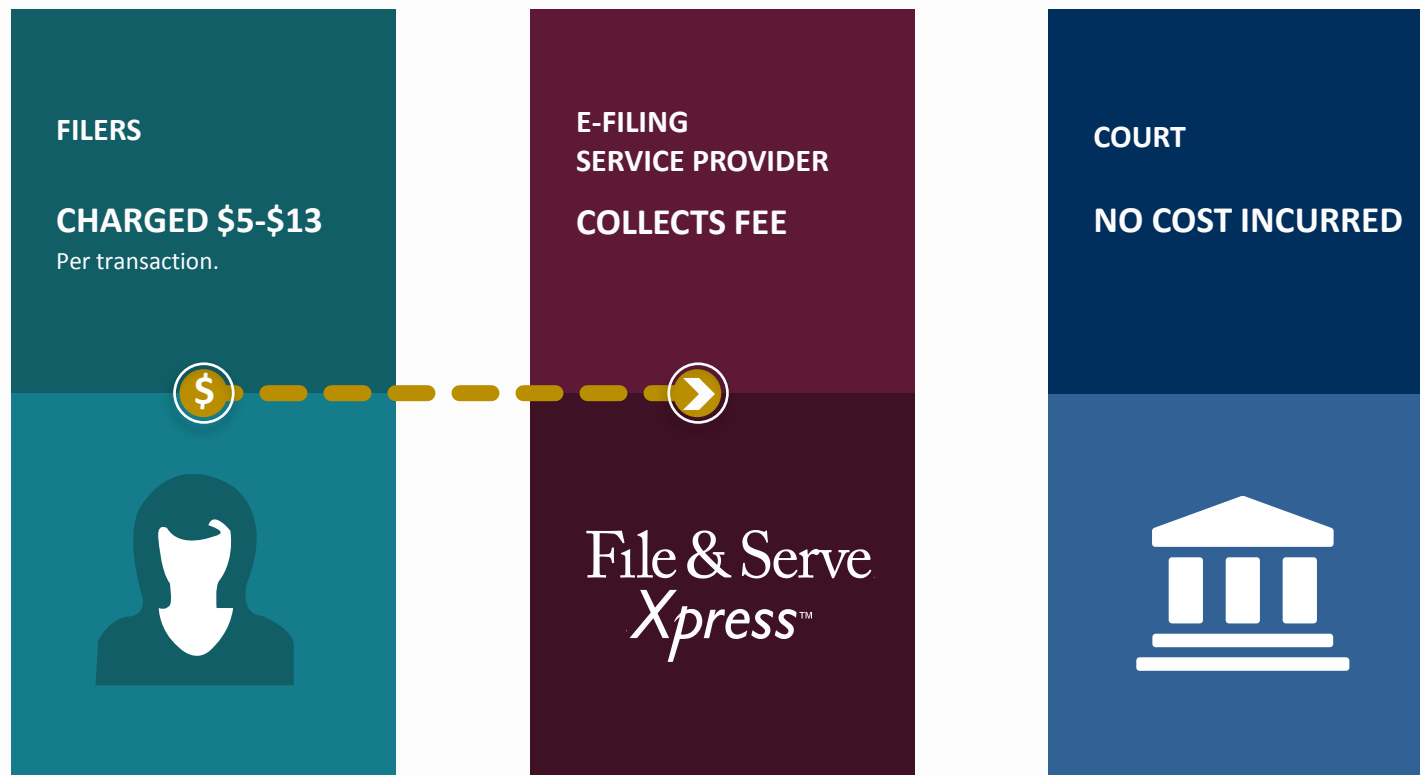 FILERS
CHARGED $5-$13
Per transaction.
$
E-FILING
SERVICE PROVIDER
COLLECTS FEE
File & Serve
Xpress™
COURT
NO COST INCURRED